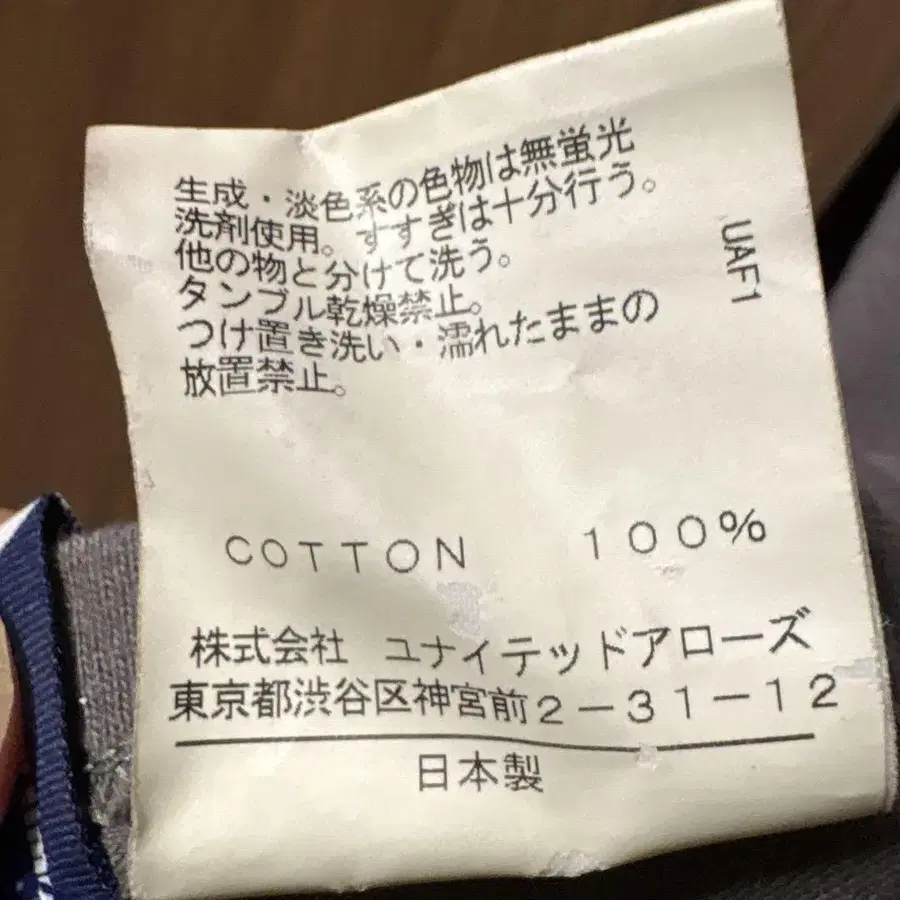 生成・淡色系の色物は無蛍光
洗剤使用。すすぎは十分行う。
他の物と分けて洗う。
タンブル乾燥禁止。
つけ置き洗い・濡れたままの
放置禁止。
UAF1
COTTON 100%
株式会社 ユナイテッドアローズ
東京都渋谷区神宮前2－31－12
日本製